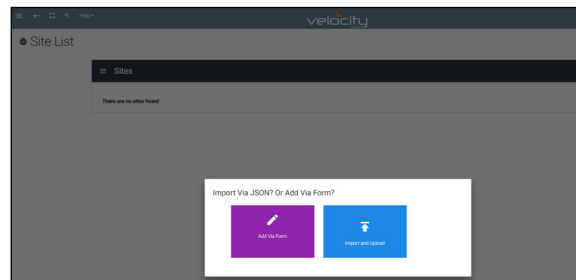 Help
velocity
Site List
Sites
There are no sites found
Import Via JSON? Or Add Via Form?
Add Via Form
Import and Upload